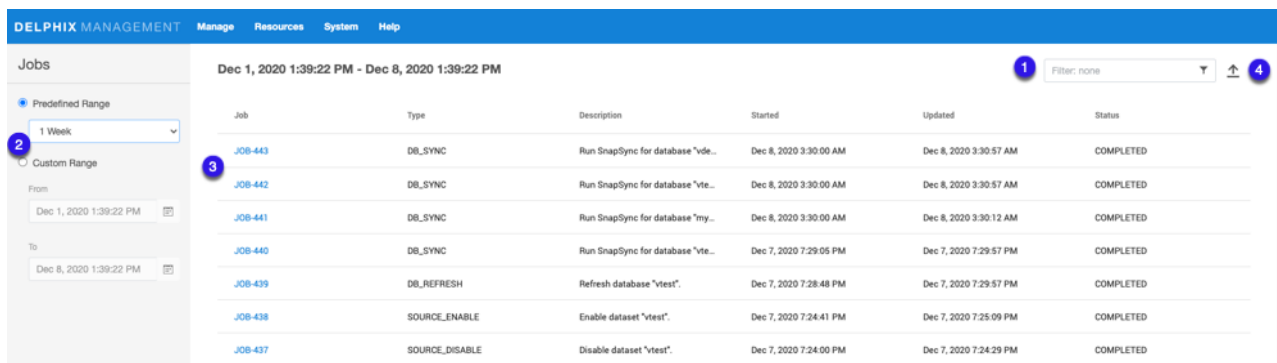 DELPHIX MANAGEMENT Manage Resources System Help
Jobs
Dec 1, 2020 1:39:22 PM - Dec 8, 2020 1:39:22 PM
1
Filter: none
4
Predefined Range
1 Week
2
Custom Range
From
Dec 1, 2020 1:39:22 PM
To
Dec 8, 2020 1:39:22 PM
Job Type Description Started Updated Status
3
JOB-443 DB_SYNC Run SnapSync for database "vde... Dec 8, 2020 3:30:00 AM Dec 8, 2020 3:30:57 AM COMPLETED
JOB-442 DB_SYNC Run SnapSync for database "vte... Dec 8, 2020 3:30:00 AM Dec 8, 2020 3:30:57 AM COMPLETED
JOB-441 DB_SYNC Run SnapSync for database "my... Dec 8, 2020 3:30:00 AM Dec 8, 2020 3:30:12 AM COMPLETED
JOB-440 DB_SYNC Run SnapSync for database "vte... Dec 7, 2020 7:29:05 PM Dec 7, 2020 7:29:57 PM COMPLETED
JOB-439 DB_REFRESH Refresh database "vtest". Dec 7, 2020 7:28:48 PM Dec 7, 2020 7:29:57 PM COMPLETED
JOB-438 SOURCE_ENABLE Enable dataset "vtest". Dec 7, 2020 7:24:41 PM Dec 7, 2020 7:25:09 PM COMPLETED
JOB-437 SOURCE_DISABLE Disable dataset "vtest". Dec 7, 2020 7:24:00 PM Dec 7, 2020 7:24:29 PM COMPLETED